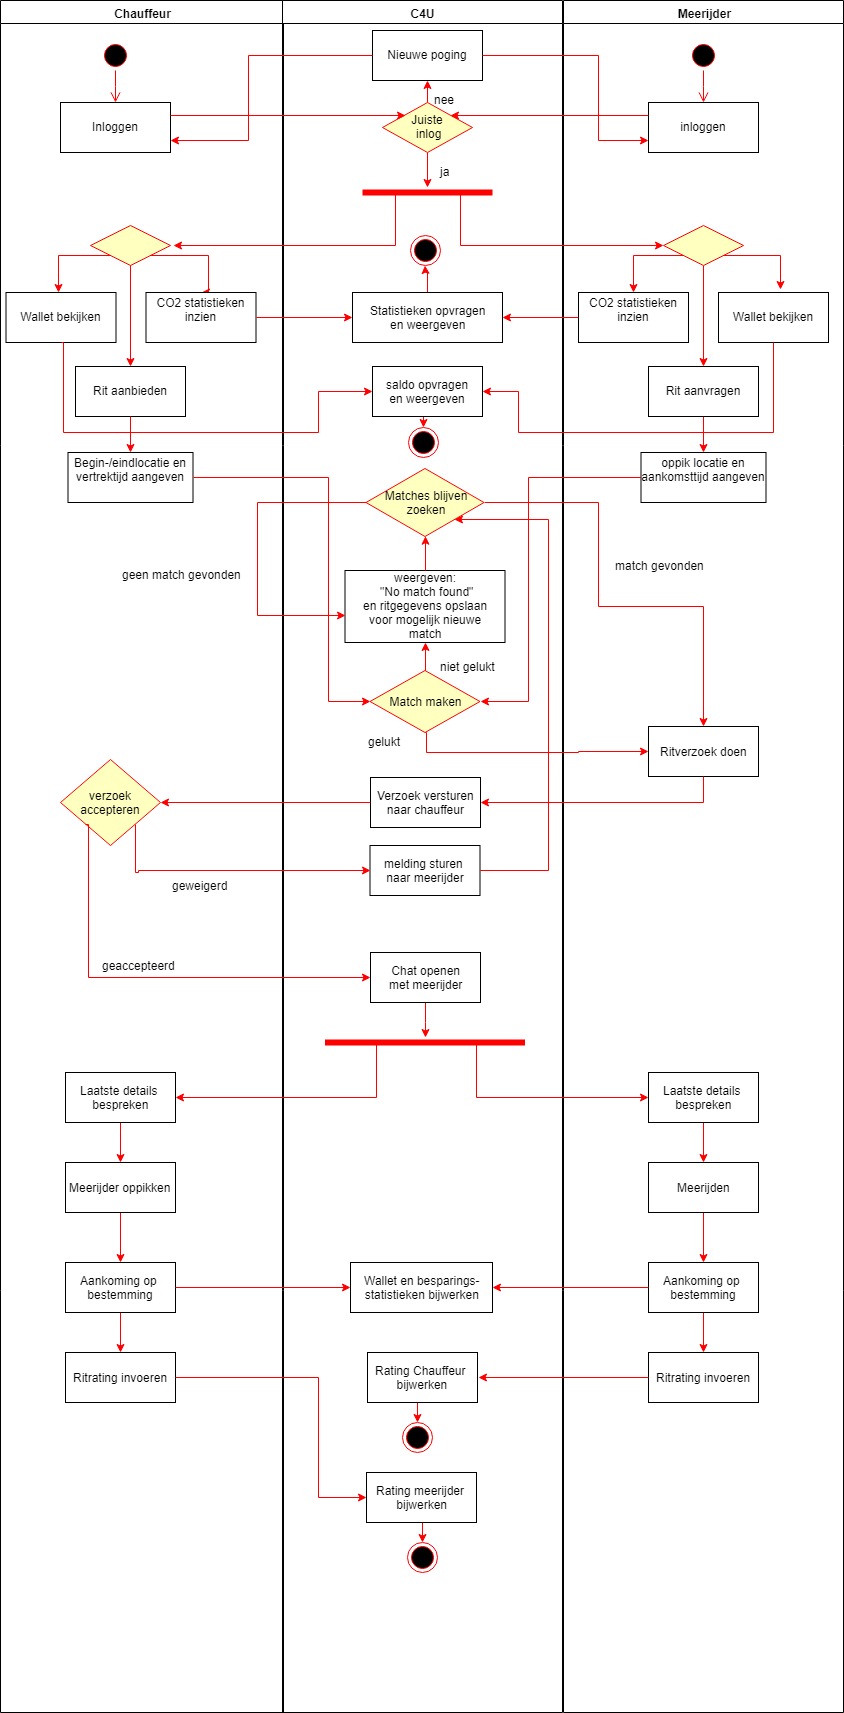 Chauffeur
C4U
Meerijder
Nieuwe poging
nee
Inloggen
Juiste
inlog
inloggen
ja
Wallet bekijken
CO2 statistieken
inzien
Statistieken opvragen
en weergeven
CO2 statistieken
inzien
Wallet bekijken
Rit aanbieden
saldo opvragen
en weergeven
Rit aanvragen
Begin-/eindlocatie en
vertrektijd aangeven
oppik locatie en
aankomsttijd aangeven
Matches blijven
zoeken
geen match gevonden
match gevonden
weergeven:
"No match found"
en ritgegevens opslaan
voor mogelijk nieuwe
match
niet gelukt
Match maken
gelukt
Ritverzoek doen
verzoek
accepteren
Verzoek versturen
naar chauffeur
melding sturen
naar meerijder
geweigerd
geaccepteerd
Chat openen
met meerijder
Laatste details
bespreken
Laatste details
bespreken
Meerijder oppikken
Meerijden
Aankoming op
bestemming
Wallet en besparings-
statistieken bijwerken
Aankoming op
bestemming
Ritrating invoeren
Rating Chauffeur
bijwerken
Ritrating invoeren
Rating meerijder
bijwerken